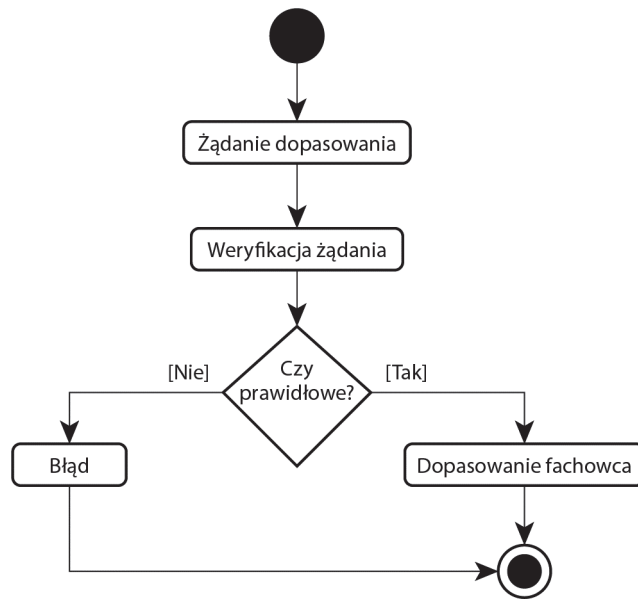 Żądanie dopasowania
Weryfikacja żądania
Czy
prawidłowe?
[Nie]
[Tak]
Błąd
Dopasowanie fachowca